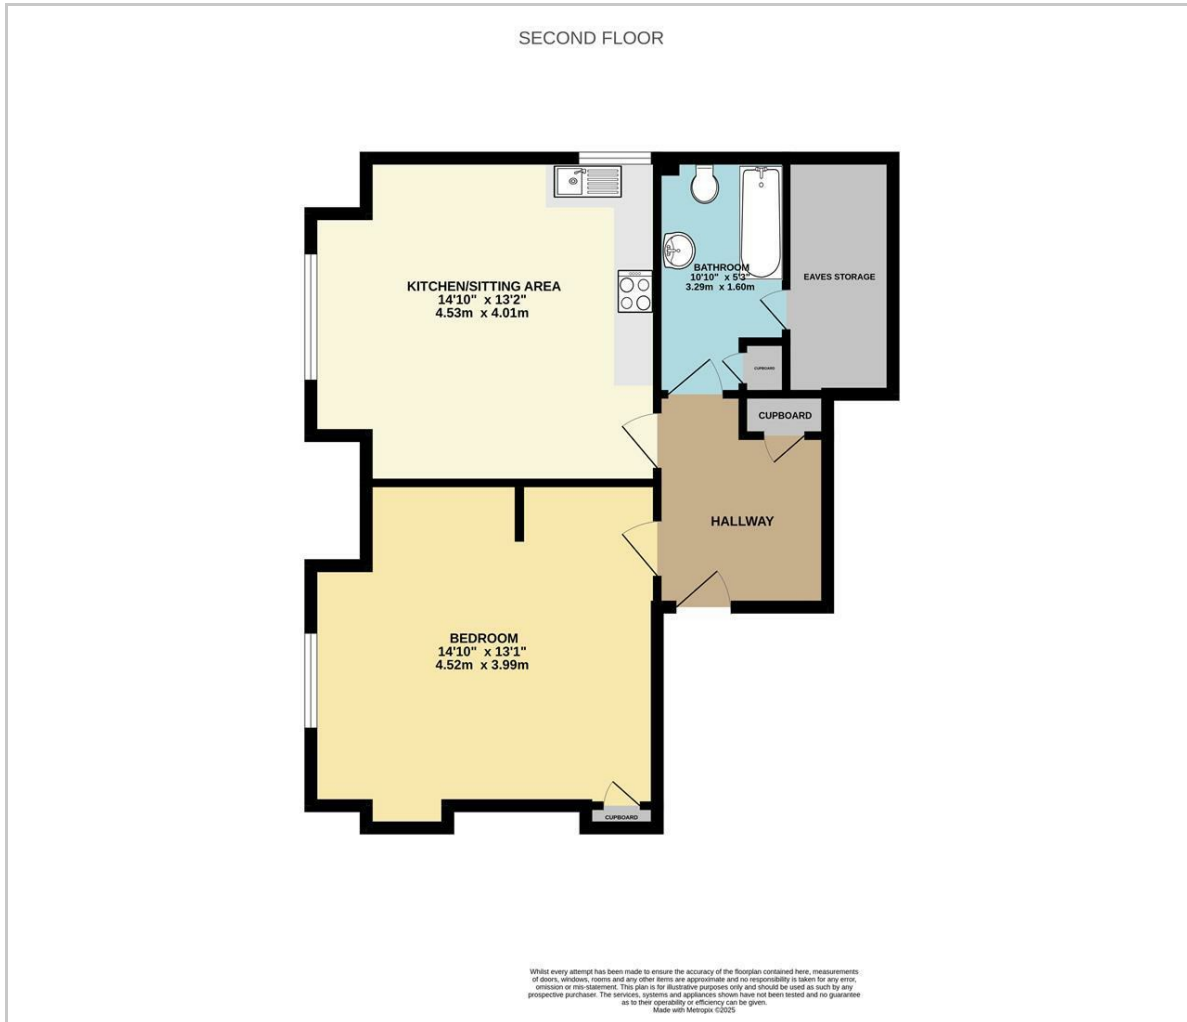 SECOND FLOOR
KITCHEN/SITTING AREA
14'10" x 13'2"
4.53m x 4.01m
BATHROOM
10'10" x 5'3"
3.29m x 1.60m
EAVES STORAGE
CUPBOARD
CUPBOARD
HALLWAY
BEDROOM
14'10" x 13'1"
4.52m x 3.99m
CUPBOARD
Whilst every attempt has been made to ensure the accuracy of the floorplan contained here, measurements
of doors, windows, rooms and any other items are approximate and no responsibility is taken for any error,
omission or mis-statement. This plan is for illustrative purposes only and should be used as such by any
prospective purchaser. The services, systems and appliances shown have not been tested and no guarantee
as to their operability or efficiency can be given.
Made with Metropix ©2025